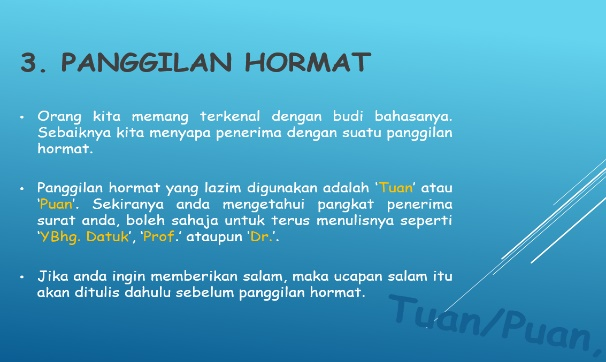 3. PANGGILAN HORMAT
• Orang kita memang terkenal dengan budi bahasanya.
Sebaiknya kita menyapa penerima dengan suatu panggilan
hormat.
• Panggilan hormat yang lazim digunakan adalah ‘Tuan’ atau
‘Puan’. Sekiranya anda mengetahui pangkat penerima
surat anda, boleh sahaja untuk terus menulisnya seperti
‘YBhg. Datuk’, ‘Prof.’ ataupun ‘Dr.’.
• Jika anda ingin memberikan salam, maka ucapan salam itu
akan ditulis dahulu sebelum panggilan hormat.
Tuan/Puan,